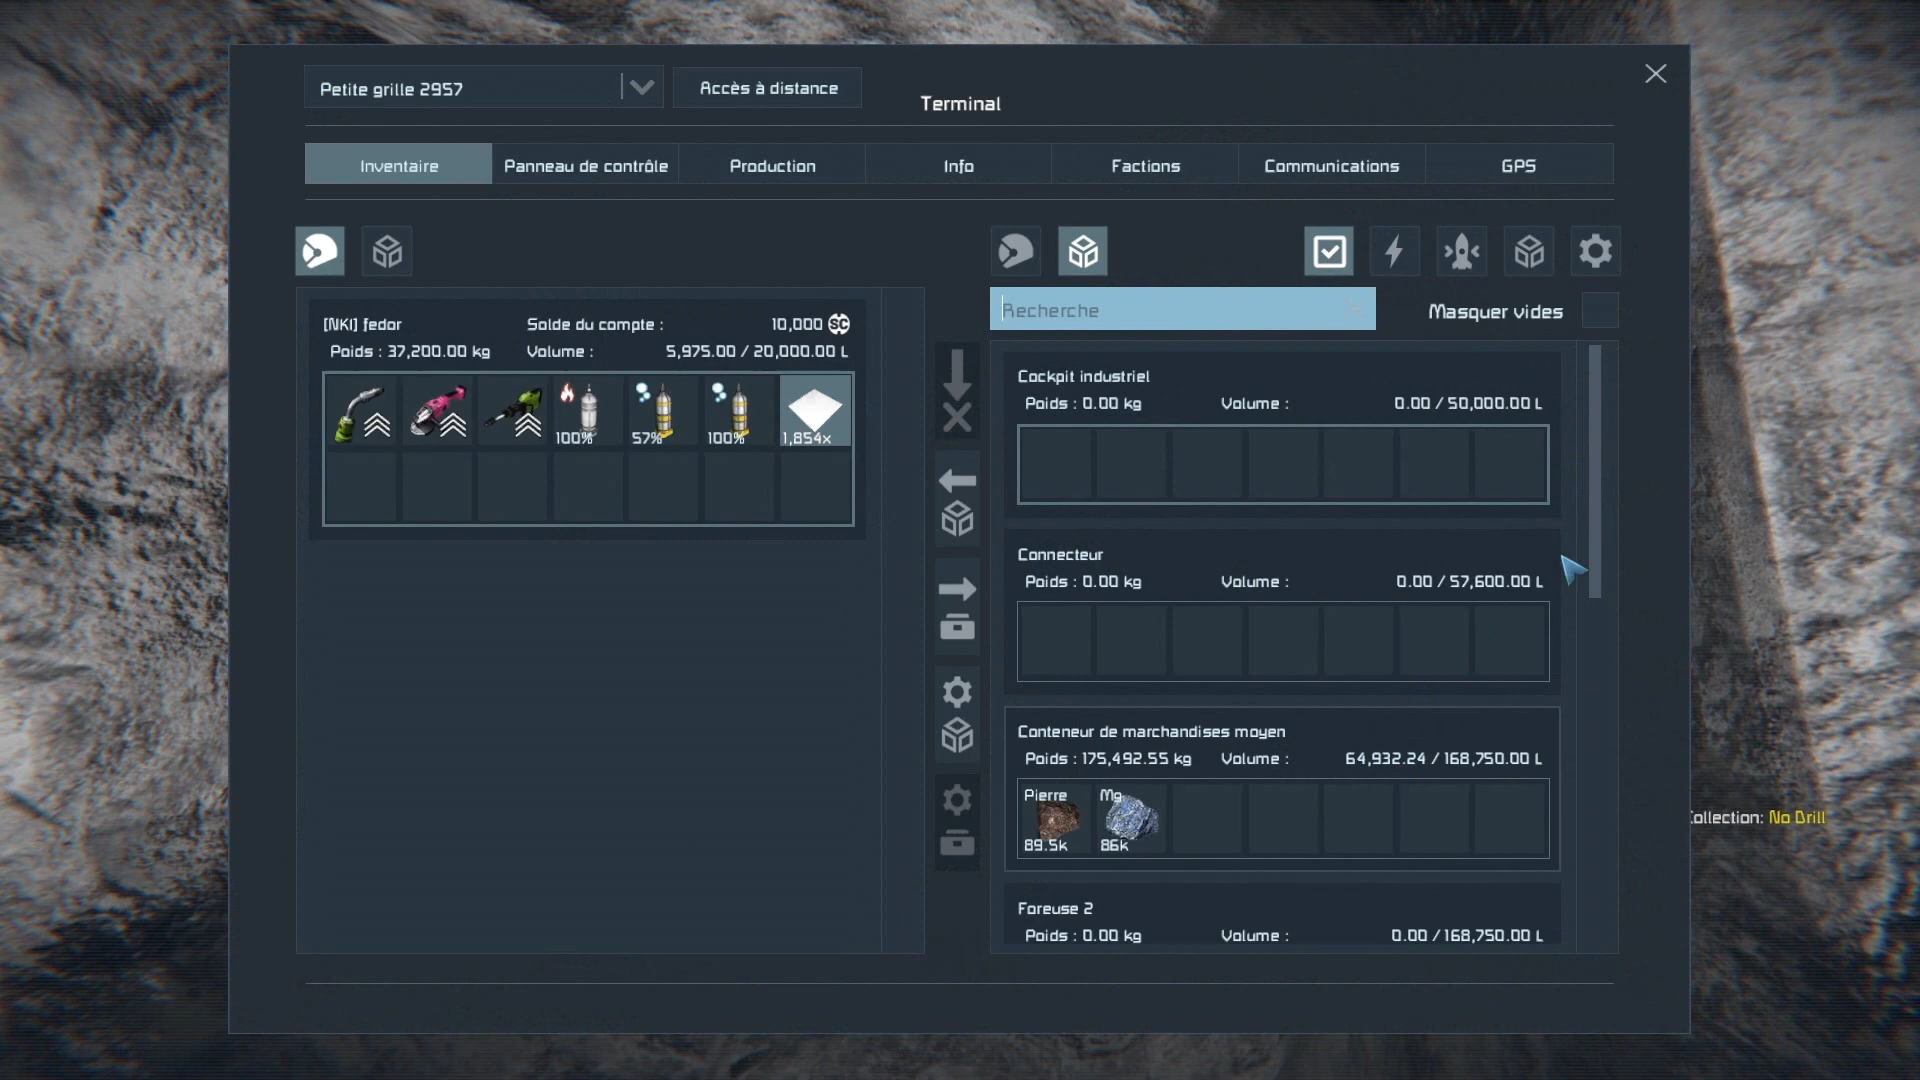 Petite grille 2957
Accès à distance
Terminal
Inventaire
Panneau de contrôle
Production
Info
Factions
Communications
GPS
[NKI] fedor
Solde du compte : 10,000 SC
Poids : 37,200.00 kg
Volume : 5,975.00 / 20,000.00 L
100%
57%
100%
1,854x
Recherche
Masquer vides
Cockpit industriel
Poids : 0.00 kg
Volume : 0.00 / 50,000.00 L
Connecteur
Poids : 0.00 kg
Volume : 0.00 / 57,600.00 L
Conteneur de marchandises moyen
Poids : 175,492.55 kg
Volume : 64,932.24 / 168,750.00 L
Pierre
89.5k
Mg
86k
Foreuse 2
Poids : 0.00 kg
Volume : 0.00 / 168,750.00 L
Collection: No Drill